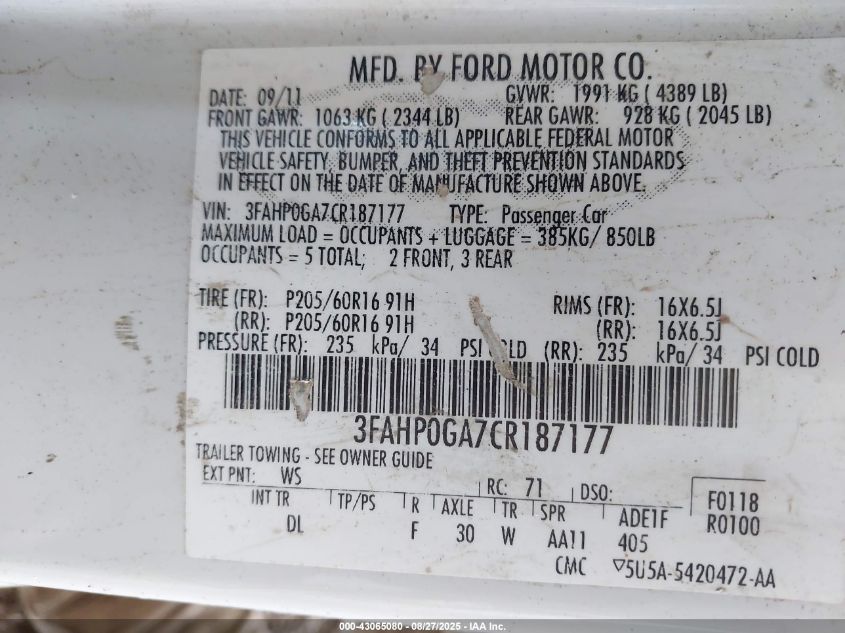 MFD. BY FORD MOTOR CO.
DATE: 09/11 GVWR: 1991 KG ( 4389 LB)
FRONT GAWR: 1063 KG ( 2344 LB) REAR GAWR: 928 KG ( 2045 LB)
THIS VEHICLE CONFORMS TO ALL APPLICABLE FEDERAL MOTOR
VEHICLE SAFETY, BUMPER, AND THEFT PREVENTION STANDARDS
IN EFFECT ON THE DATE OF MANUFACTURE SHOWN ABOVE.
VIN: 3FAHP0GA7CR187177 TYPE: Passenger Car
MAXIMUM LOAD = OCCUPANTS + LUGGAGE = 385KG/ 850LB
OCCUPANTS = 5 TOTAL; 2 FRONT, 3 REAR
TIRE (FR): P205/60R16 91H RIMS (FR): 16X6.5J
(RR): P205/60R16 91H (RR): 16X6.5J
PRESSURE (FR): 235 kPa/ 34 PSI COLD (RR): 235 kPa/ 34 PSI COLD
3FAHP0GA7CR187177
TRAILER TOWING - SEE OWNER GUIDE
EXT PNT: WS RC: 71 DSO: F0118
INT TR TP/PS R AXLE TR SPR ADE1F R0100
DL F 30 W AA11 405
CMC ▽5U5A-5420472-AA
000-43065080 - 08/27/2025 - IAA Inc.